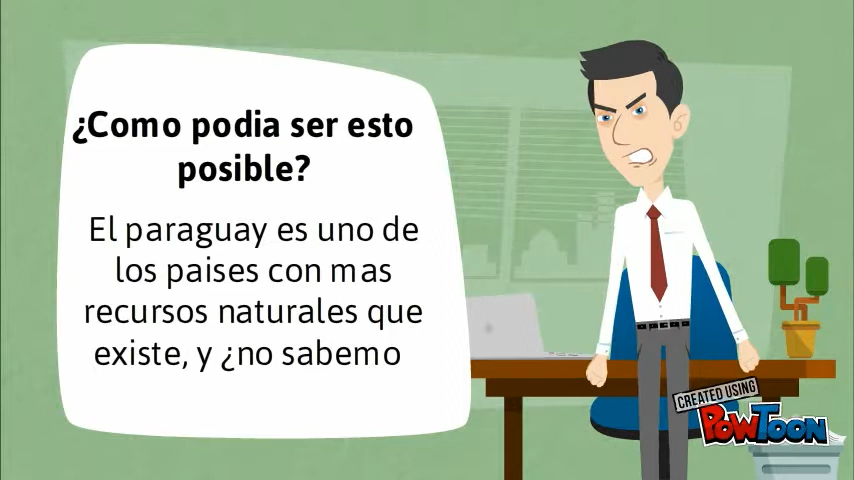 ¿Como podia ser esto
posible?
El paraguay es uno de
los paises con mas
recursos naturales que
existe, y ¿no sabemo
CREATED USING
POWTOON